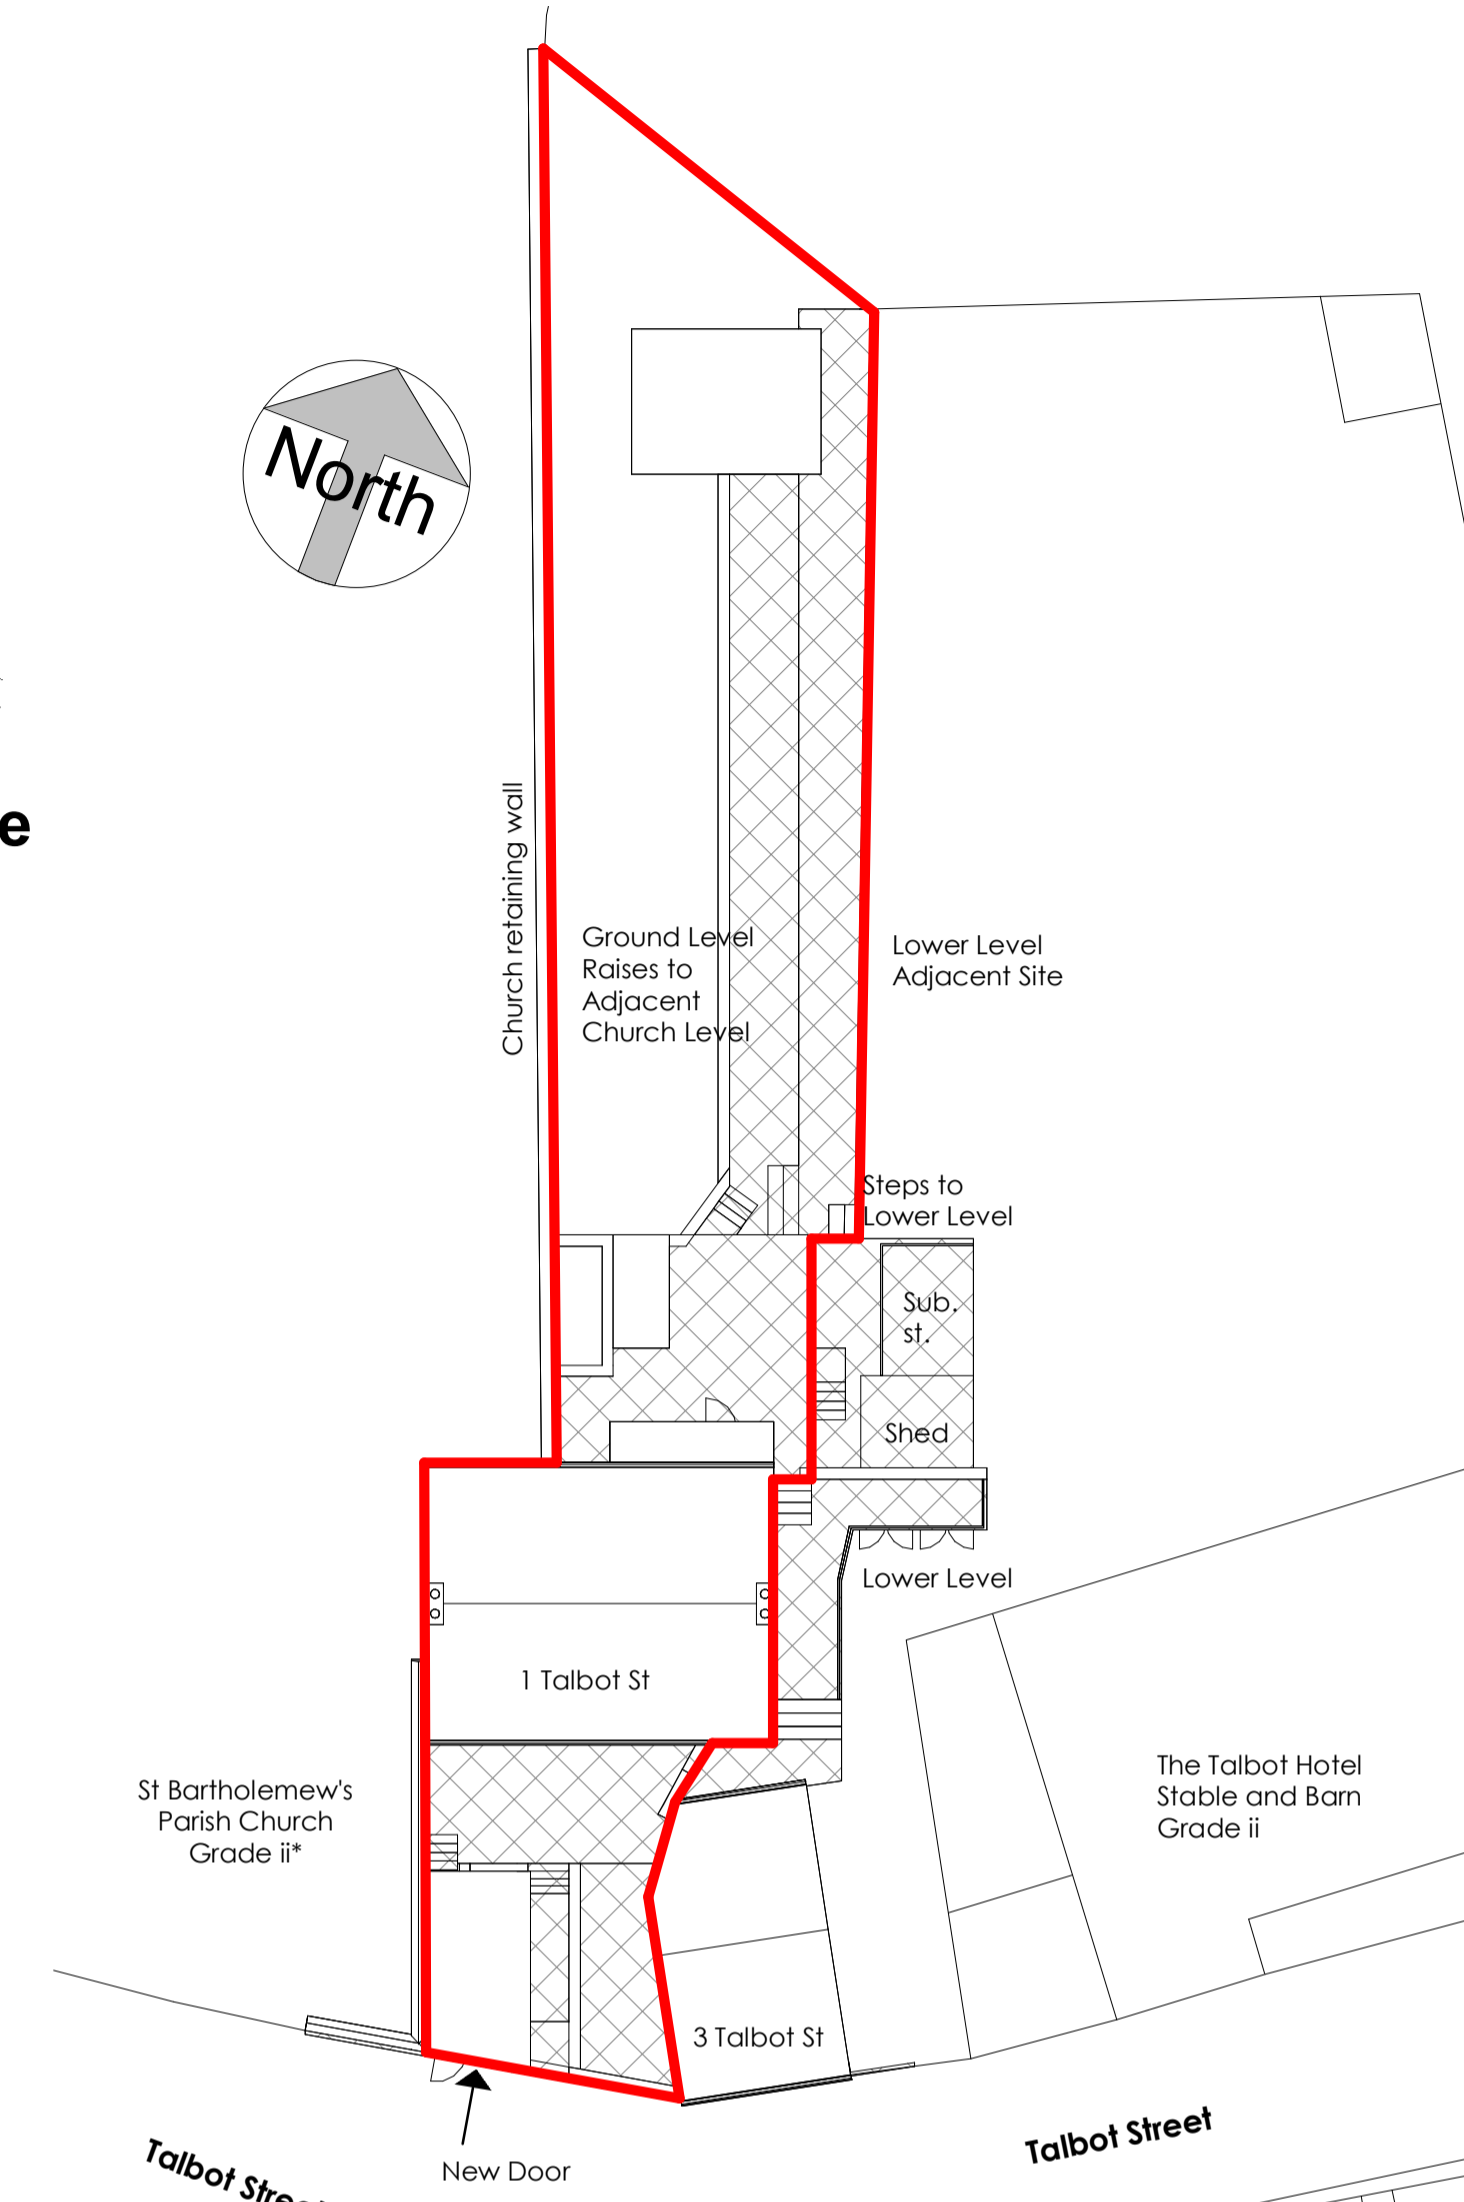 North
e
Church retaining wall
Ground Level
Raises to
Adjacent
Church Level
Lower Level
Adjacent Site
Steps to
Lower Level
Sub.
st.
Shed
Lower Level
1 Talbot St
St Bartholemew's
Parish Church
Grade ii*
The Talbot Hotel
Stable and Barn
Grade ii
3 Talbot St
New Door
Talbot Street
Talbot Street